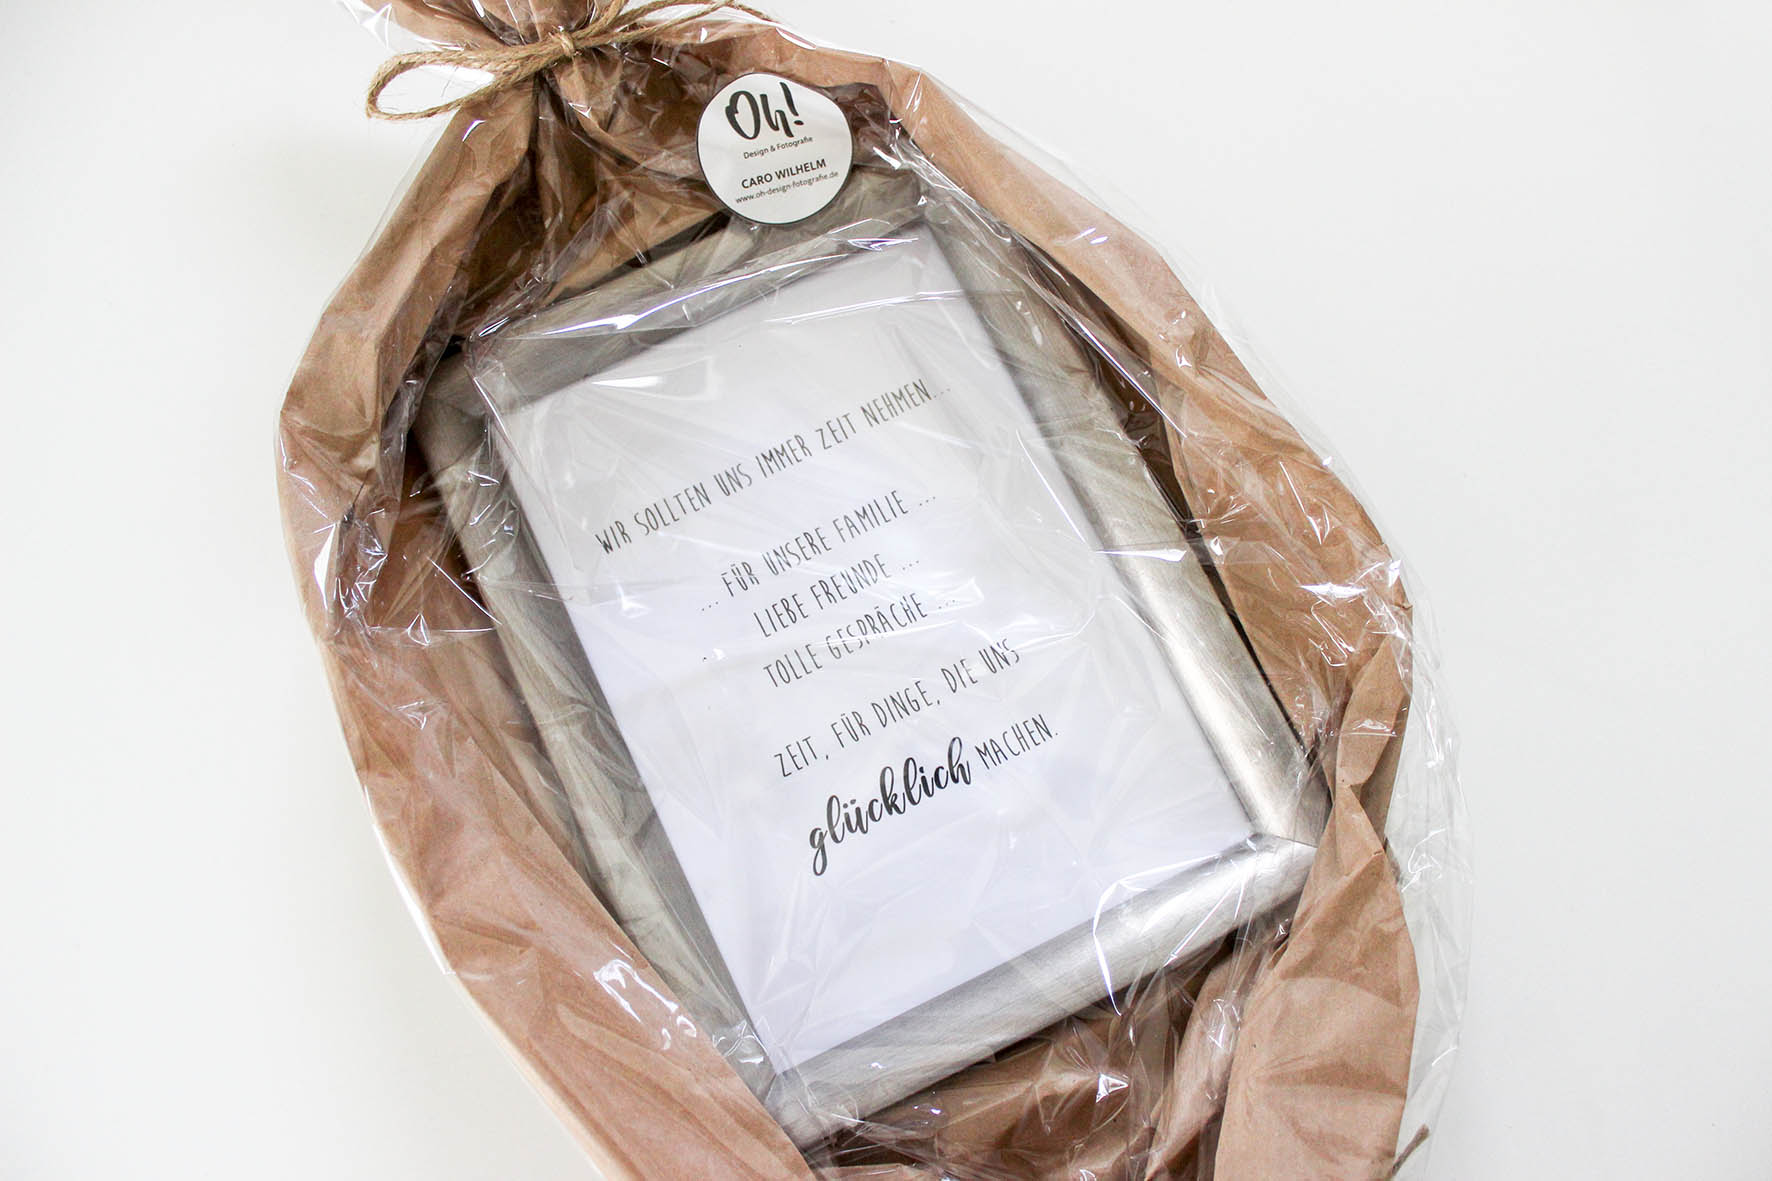 Oh!
Design & Fotografie
CARO WILHELM
www.oh-design-fotografie.de
WIR SOLLTEN UNS IMMER ZEIT NEHMEN...
... FÜR UNSERE FAMILIE ...
LIEBE FREUNDE ...
TOLLE GESPRÄCHE ...
ZEIT, FÜR DINGE, DIE UNS
glücklich MACHEN.